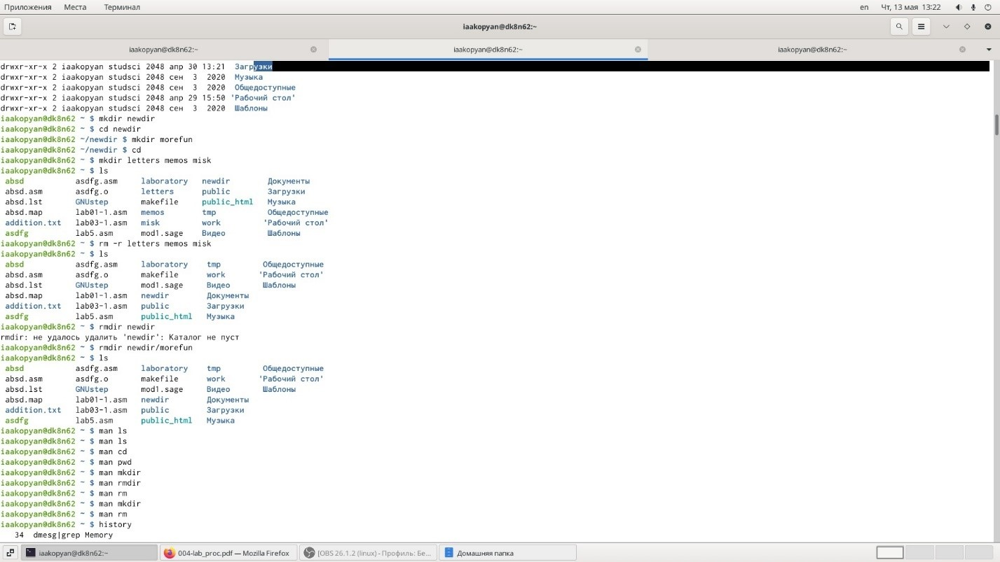 Приложения Места Терминал en Чт, 13 мая 13:22
iaakopyan@dk8n62:~
iaakopyan@dk8n62:~ iaakopyan@dk8n62:~ iaakopyan@dk8n62:~
drwxr-xr-x 2 iaakopyan studsci 2048 апр 30 13:21 Загрузки
drwxr-xr-x 2 iaakopyan studsci 2048 сен 3 2020 Музыка
drwxr-xr-x 2 iaakopyan studsci 2048 сен 3 2020 Общедоступные
drwxr-xr-x 2 iaakopyan studsci 2048 апр 29 15:50 'Рабочий стол'
drwxr-xr-x 2 iaakopyan studsci 2048 сен 3 2020 Шаблоны
iaakopyan@dk8n62 ~ $ mkdir newdir
iaakopyan@dk8n62 ~ $ cd newdir
iaakopyan@dk8n62 ~/newdir $ mkdir morefun
iaakopyan@dk8n62 ~/newdir $ cd
iaakopyan@dk8n62 ~ $ mkdir letters memos misk
iaakopyan@dk8n62 ~ $ ls
absd asdfg.asm laboratory newdir Документы
absd.asm asdfg.o letters public Загрузки
absd.lst GNUstep makefile public_html Музыка
absd.map lab01-1.asm memos tmp Общедоступные
addition.txt lab03-1.asm misk work 'Рабочий стол'
asdfg lab5.asm mod1.sage Видео Шаблоны
iaakopyan@dk8n62 ~ $ rm -r letters memos misk
iaakopyan@dk8n62 ~ $ ls
absd asdfg.asm laboratory tmp Общедоступные
absd.asm asdfg.o makefile work 'Рабочий стол'
absd.lst GNUstep mod1.sage Видео Шаблоны
absd.map lab01-1.asm newdir Документы
addition.txt lab03-1.asm public Загрузки
asdfg lab5.asm public_html Музыка
iaakopyan@dk8n62 ~ $ rmdir newdir
rmdir: не удалось удалить 'newdir': Каталог не пуст
iaakopyan@dk8n62 ~ $ rmdir newdir/morefun
iaakopyan@dk8n62 ~ $ ls
absd asdfg.asm laboratory tmp Общедоступные
absd.asm asdfg.o makefile work 'Рабочий стол'
absd.lst GNUstep mod1.sage Видео Шаблоны
absd.map lab01-1.asm newdir Документы
addition.txt lab03-1.asm public Загрузки
asdfg lab5.asm public_html Музыка
iaakopyan@dk8n62 ~ $ man ls
iaakopyan@dk8n62 ~ $ man ls
iaakopyan@dk8n62 ~ $ man cd
iaakopyan@dk8n62 ~ $ man pwd
iaakopyan@dk8n62 ~ $ man mkdir
iaakopyan@dk8n62 ~ $ man rmdir
iaakopyan@dk8n62 ~ $ man rm
iaakopyan@dk8n62 ~ $ man mkdir
iaakopyan@dk8n62 ~ $ man rm
iaakopyan@dk8n62 ~ $ history
34 dmesg|grep Memory
iaakopyan@dk8n62:~ 004-lab_proc.pdf — Mozilla Firefox [OBS 26.1.2 (linux) - Профиль: Бе... Домашняя папка